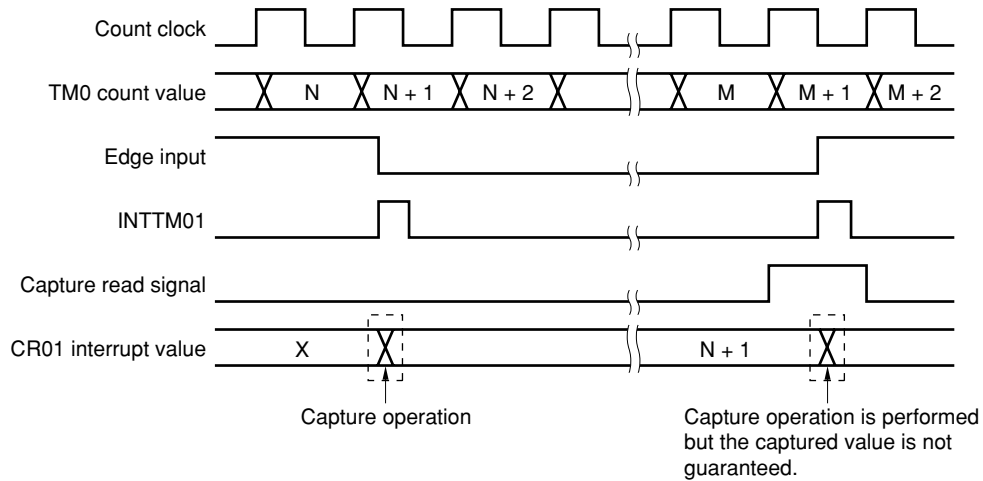 Count clock
TM0 count value N N + 1 N + 2 M M + 1 M + 2
Edge input
INTTM01
Capture read signal
CR01 interrupt value X N + 1
Capture operation
Capture operation is performed
but the captured value is not
guaranteed.